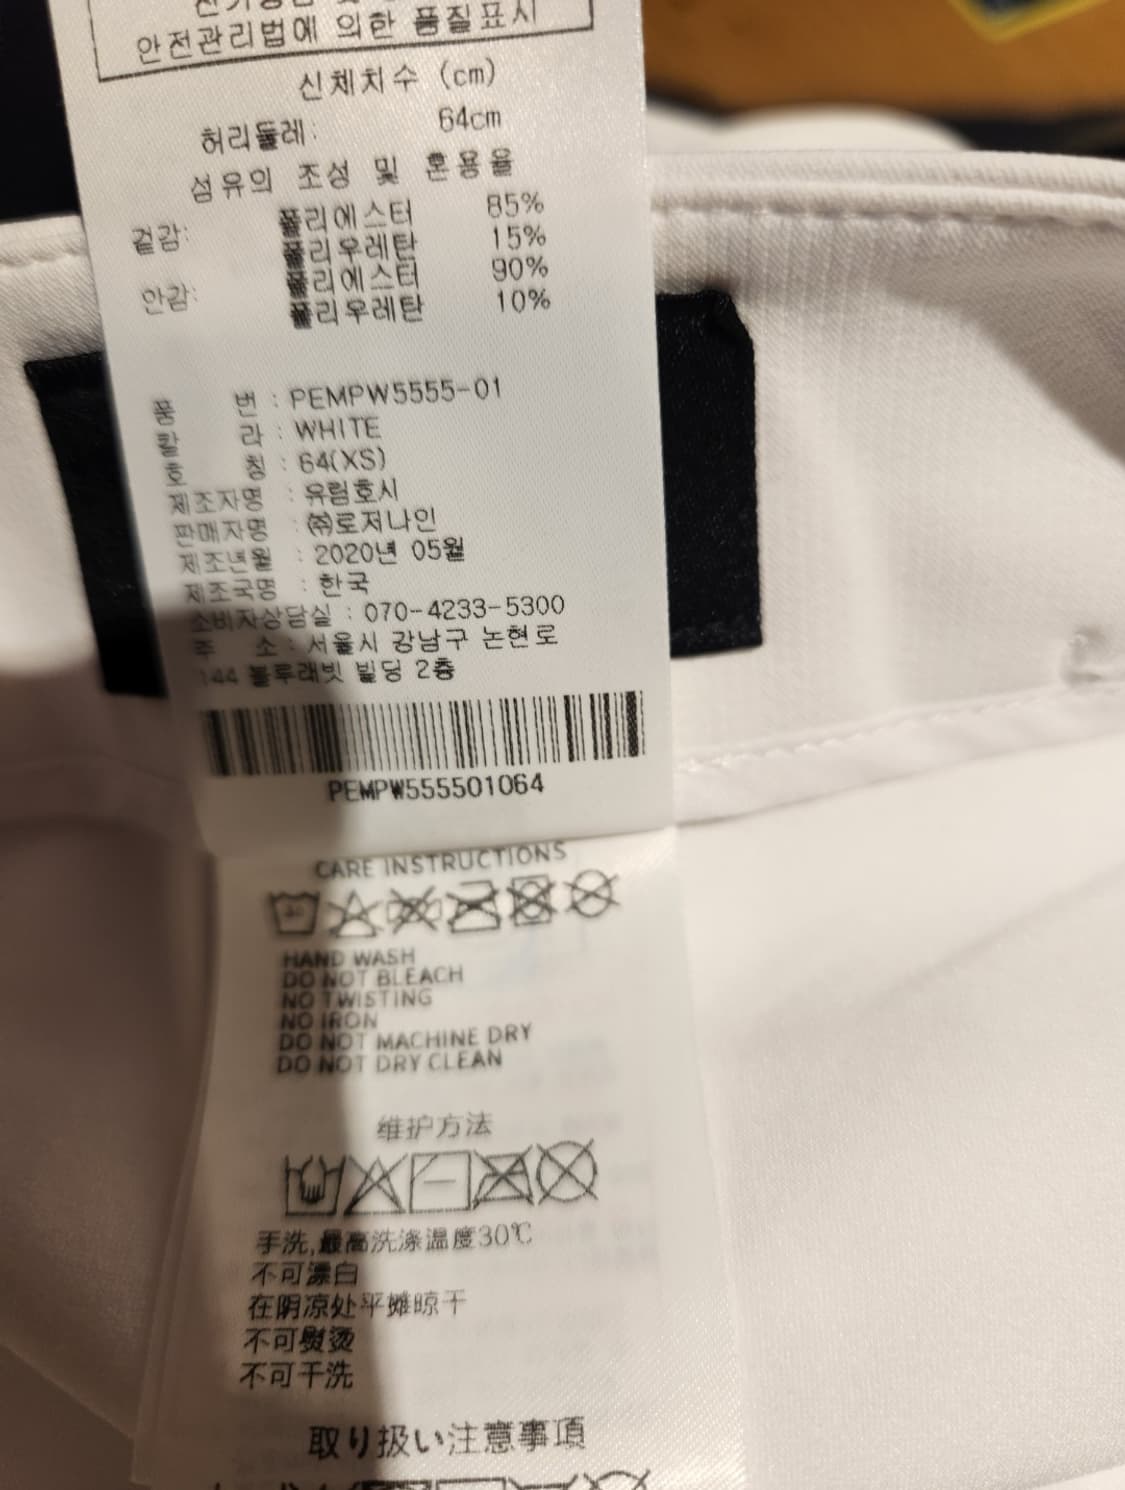 안전관리법에 의한 품질표시
신체치수 (cm)
허리둘레: 64cm
섬유의 조성 및 혼용율
겉감: 폴리에스터 85%
폴리우레탄 15%
안감: 폴리에스터 90%
폴리우레탄 10%
품 번 : PEMPW5555-01
칼 라 : WHITE
호 칭 : 64(XS)
제조자명 : 유림호시
판매자명 : ㈜로저나인
제조년월 : 2020년 05월
제조국명 : 한국
소비자상담실 : 070-4233-5300
주 소 : 서울시 강남구 논현로
144 블루래빗 빌딩 2층
PEMPW555501064
CARE INSTRUCTIONS
HAND WASH
DO NOT BLEACH
NO TWISTING
NO IRON
DO NOT MACHINE DRY
DO NOT DRY CLEAN
维护方法
手洗,最高洗涤温度30℃
不可漂白
在阴凉处平摊晾干
不可熨烫
不可干洗
取り扱い注意事項